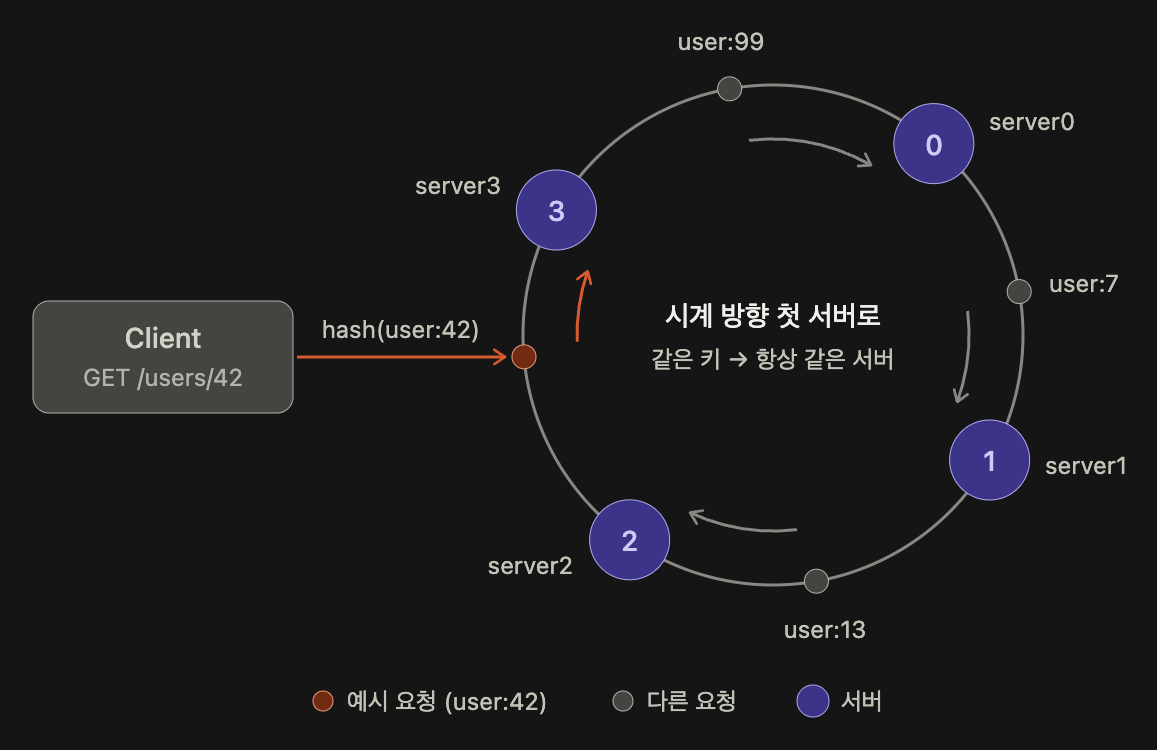 user:99
server0
0
server3
3
user:7
Client
GET /users/42
hash(user:42)
시계 방향 첫 서버로
같은 키 → 항상 같은 서버
1
server1
2
server2
user:13
예시 요청 (user:42)
다른 요청
서버